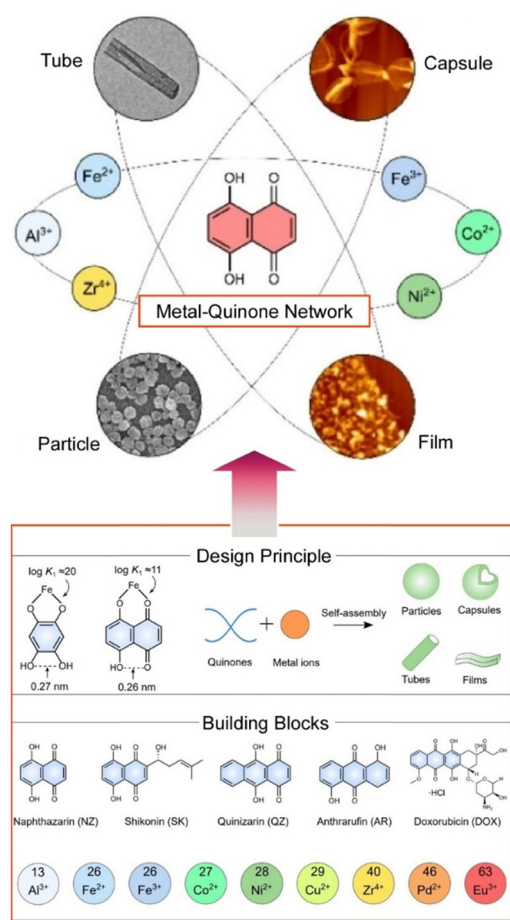 Tube
Capsule
Fe²⁺
Fe³⁺
OH O
Al³⁺
Co²⁺
OH O
Zr⁴⁺
Ni²⁺
Metal-Quinone Network
Particle
Film
Design Principle
log K₁ ≈20
log K₁ ≈11
Fe
Fe
O O
O O
HO OH
HO O
0.27 nm
0.26 nm
Quinones
+
Metal ions
Self-assembly
Particles
Capsules
Tubes
Films
Building Blocks
OH O
OH O
Naphthazarin (NZ)
OH O OH
OH O
Shikonin (SK)
OH O
OH O
Quinizarin (QZ)
O OH
OH O
Anthrarufin (AR)
O OH O OH OH
O O OH O
·HCl
H
O
NH₂ OH
Doxorubicin (DOX)
13 26 26 27 28 29 40 46 63
Al³⁺ Fe²⁺ Fe³⁺ Co²⁺ Ni²⁺ Cu²⁺ Zr⁴⁺ Pd²⁺ Eu³⁺